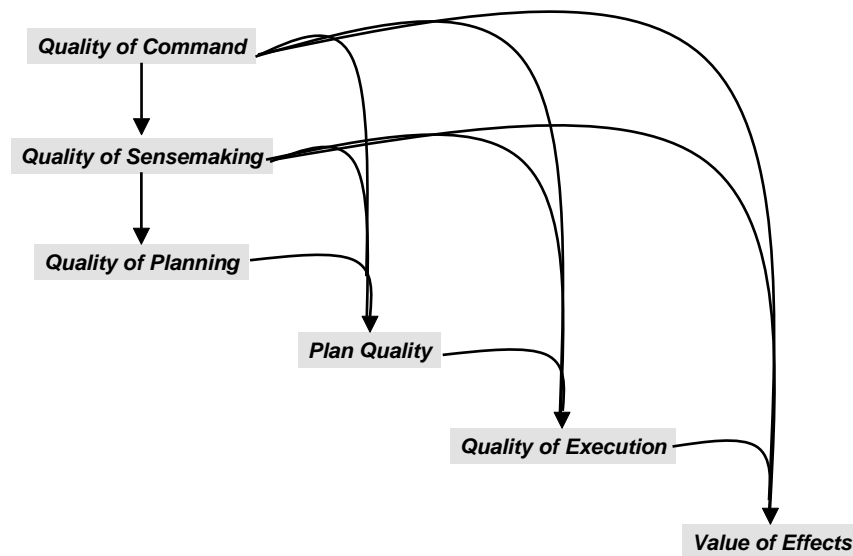 Quality of Command
Quality of Sensemaking
Quality of Planning
Plan Quality
Quality of Execution
Value of Effects